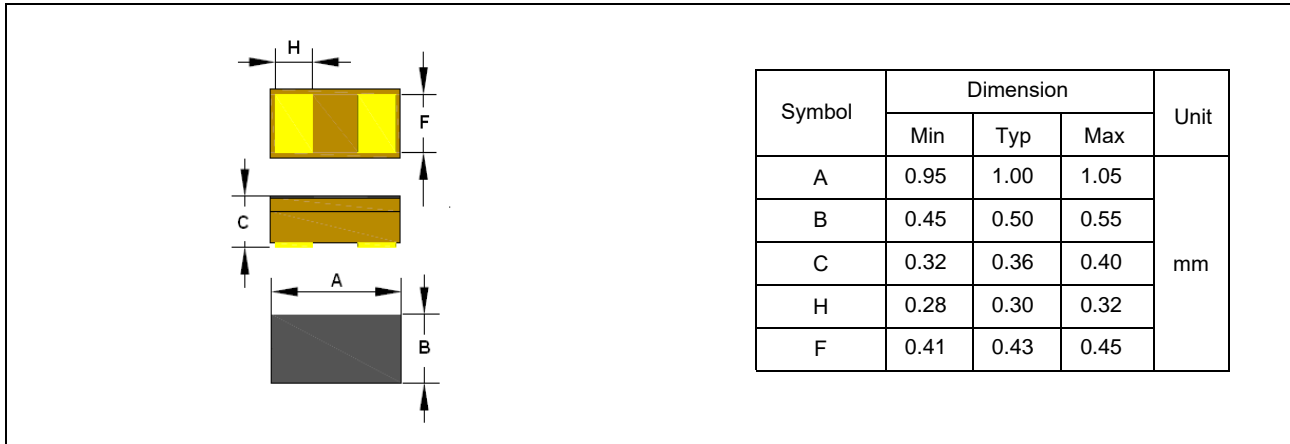 H
F
C
A
B
Symbol Dimension Unit
Min Typ Max
A 0.95 1.00 1.05
B 0.45 0.50 0.55
C 0.32 0.36 0.40 mm
H 0.28 0.30 0.32
F 0.41 0.43 0.45